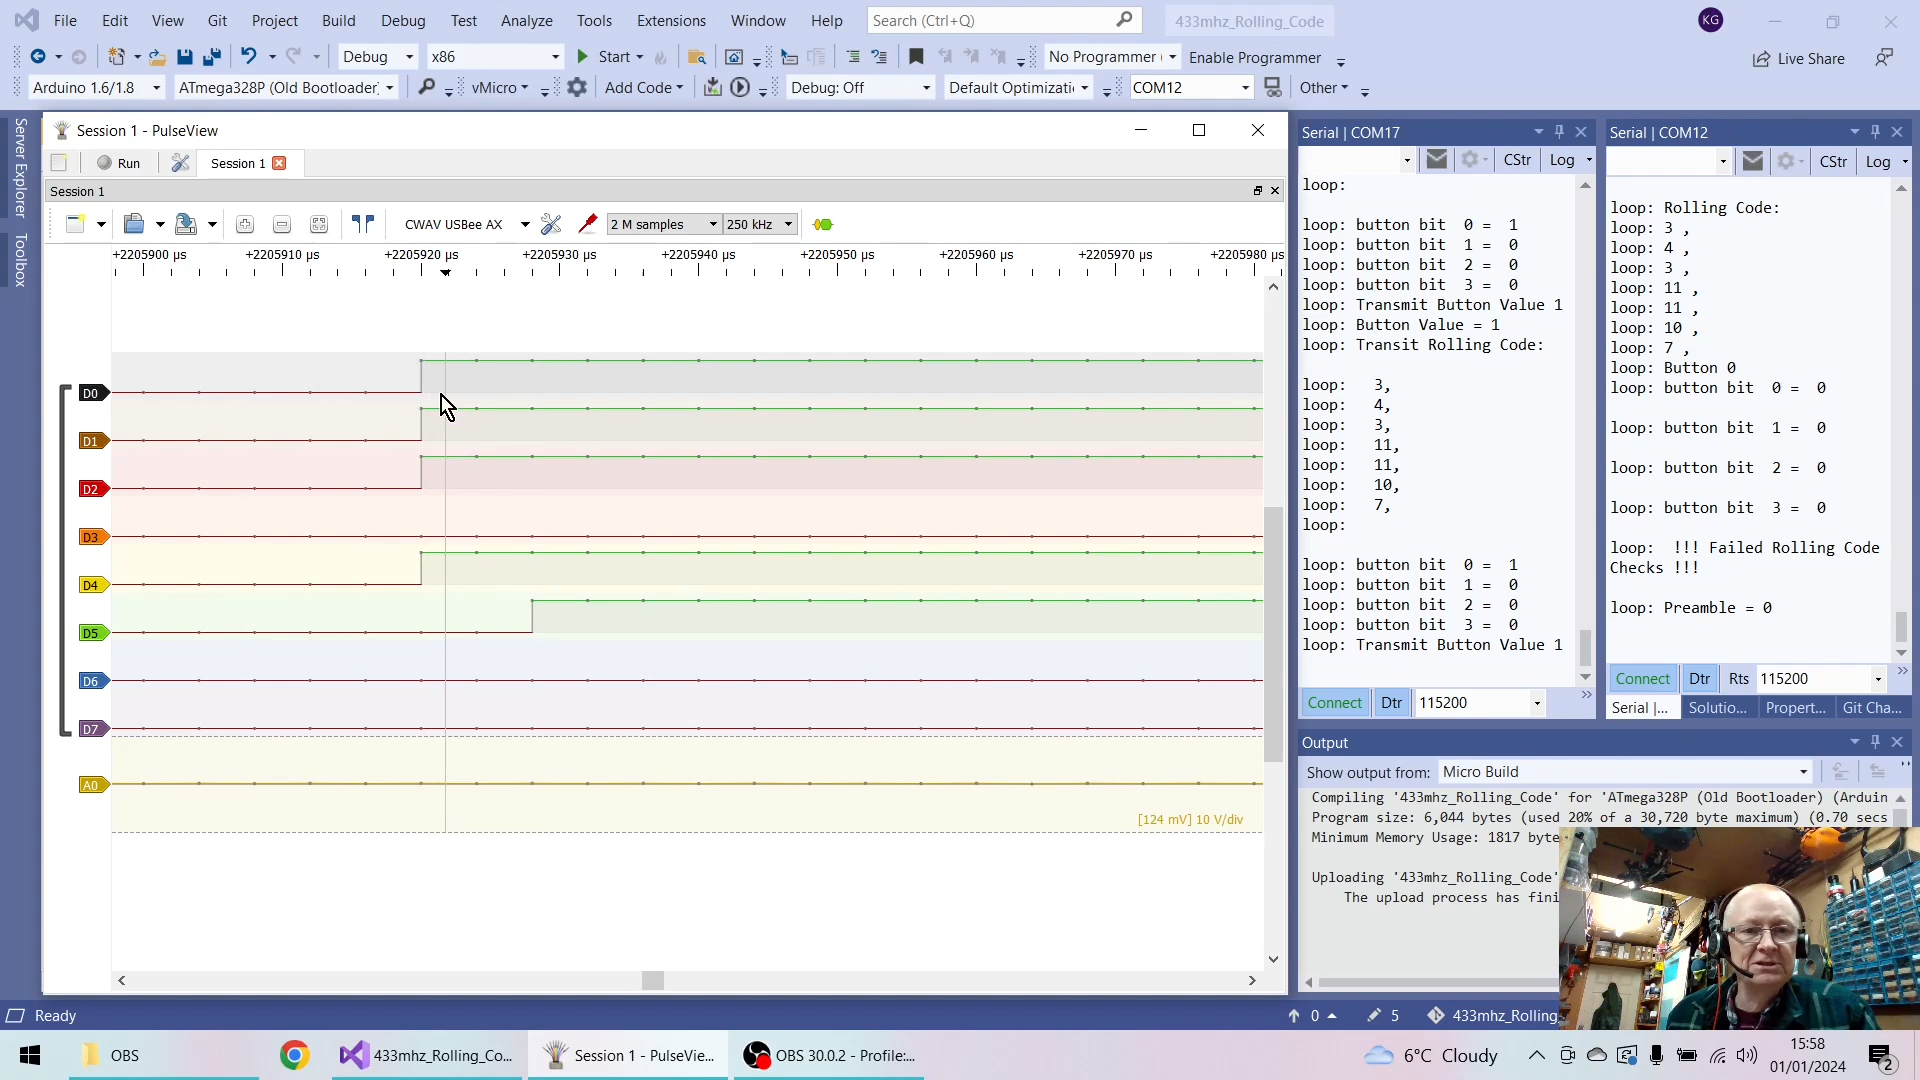 File Edit View Git Project Build Debug Test Analyze Tools Extensions Window Help Search (Ctrl+Q) 433mhz_Rolling_Code KG
Debug x86 Start No Programmer Enable Programmer Live Share
Arduino 1.6/1.8 ATmega328P (Old Bootloader) vMicro Add Code Debug: Off Default Optimizati COM12 Other
Server Explorer
Toolbox
Session 1 - PulseView
Run Session 1
Session 1
CWAV USBee AX 2 M samples 250 kHz
+2205900 µs +2205910 µs +2205920 µs +2205930 µs +2205940 µs +2205950 µs +2205960 µs +2205970 µs +2205980 µs
D0
D1
D2
D3
D4
D5
D6
D7
A0
[124 mV] 10 V/div
Serial | COM17
CStr Log
loop:
loop: button bit 0 = 1
loop: button bit 1 = 0
loop: button bit 2 = 0
loop: button bit 3 = 0
loop: Transmit Button Value 1
loop: Button Value = 1
loop: Transit Rolling Code:
loop: 3,
loop: 4,
loop: 3,
loop: 11,
loop: 11,
loop: 10,
loop: 7,
loop:
loop: button bit 0 = 1
loop: button bit 1 = 0
loop: button bit 2 = 0
loop: button bit 3 = 0
loop: Transmit Button Value 1
Connect Dtr 115200
Serial | COM12
CStr Log
loop: Rolling Code:
loop: 3 ,
loop: 4 ,
loop: 3 ,
loop: 11 ,
loop: 11 ,
loop: 10 ,
loop: 7 ,
loop: Button 0
loop: button bit 0 = 0
loop: button bit 1 = 0
loop: button bit 2 = 0
loop: button bit 3 = 0
loop: !!! Failed Rolling Code
Checks !!!
loop: Preamble = 0
Connect Dtr Rts 115200
Serial |... Solutio... Propert... Git Cha...
Output
Show output from: Micro Build
Compiling '433mhz_Rolling_Code' for 'ATmega328P (Old Bootloader) (Arduin
Program size: 6,044 bytes (used 20% of a 30,720 byte maximum) (0.70 secs
Minimum Memory Usage: 1817 byte
Uploading '433mhz_Rolling_Code'
The upload process has fini
Ready 0 5 433mhz_Rolling
OBS 433mhz_Rolling_Co... Session 1 - PulseVie... OBS 30.0.2 - Profile:... 6°C Cloudy 15:58
01/01/2024 2